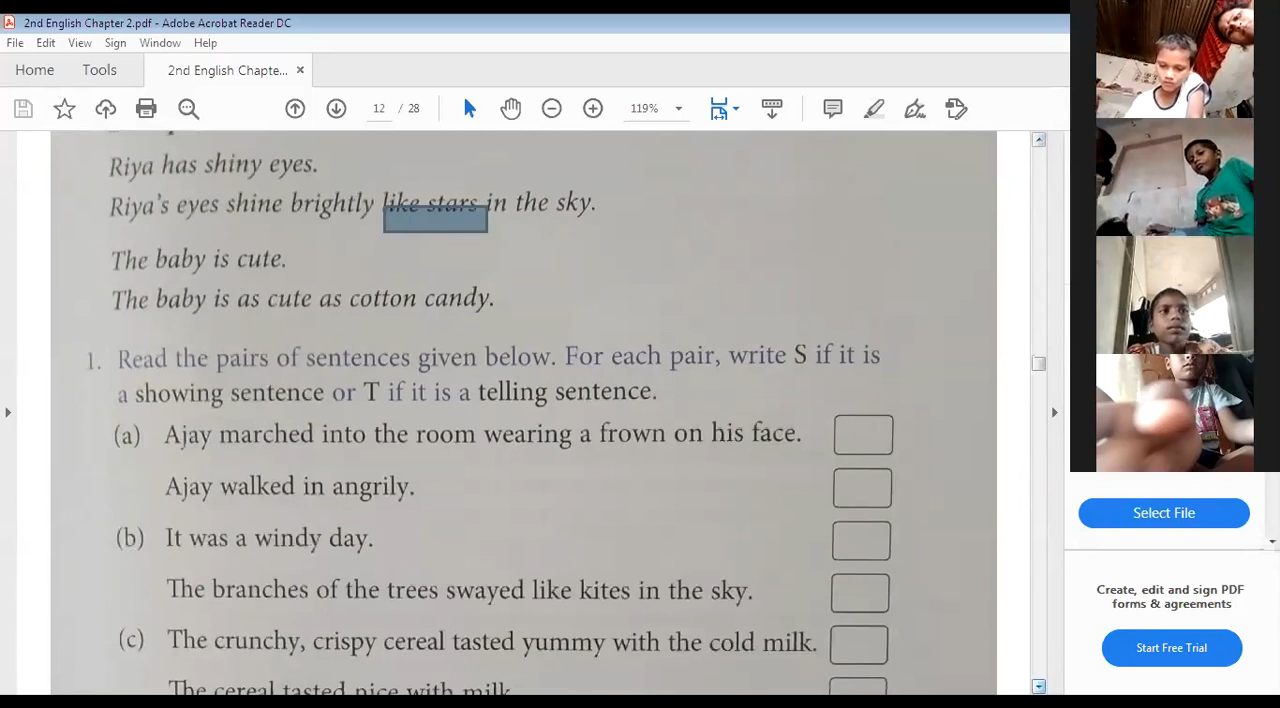 2nd English Chapter 2.pdf - Adobe Acrobat Reader DC
File Edit View Sign Window Help
Home Tools 2nd English Chapte... ×
12 / 28 119%
Riya has shiny eyes.
Riya's eyes shine brightly like stars in the sky.
The baby is cute.
The baby is as cute as cotton candy.
1. Read the pairs of sentences given below. For each pair, write S if it is
a showing sentence or T if it is a telling sentence.
(a) Ajay marched into the room wearing a frown on his face.
Ajay walked in angrily.
(b) It was a windy day.
The branches of the trees swayed like kites in the sky.
(c) The crunchy, crispy cereal tasted yummy with the cold milk.
The cereal tasted nice with milk
Select File
Create, edit and sign PDF
forms & agreements
Start Free Trial